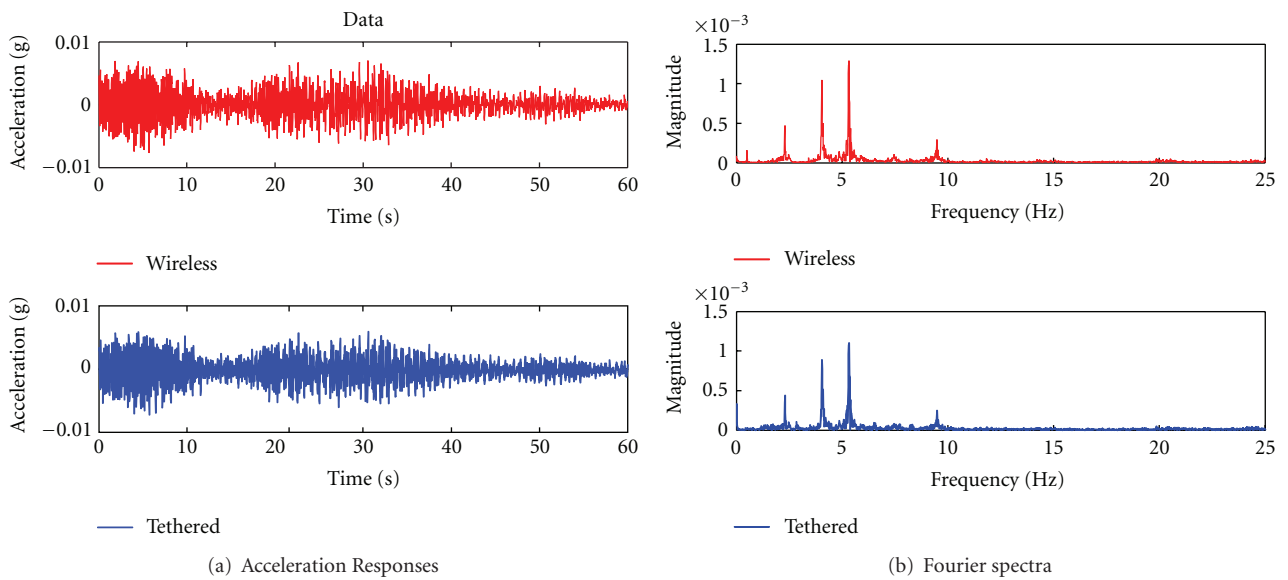 Data
Acceleration (g)
0.01
0
−0.01
0 10 20 30 40 50 60
Time (s)
Wireless
Acceleration (g)
0.01
0
−0.01
0 10 20 30 40 50 60
Time (s)
Tethered
(a) Acceleration Responses
×10−3
Magnitude
1.5
1
0.5
0
0 5 10 15 20 25
Frequency (Hz)
Wireless
×10−3
Magnitude
1.5
1
0.5
0
0 5 10 15 20 25
Frequency (Hz)
Tethered
(b) Fourier spectra